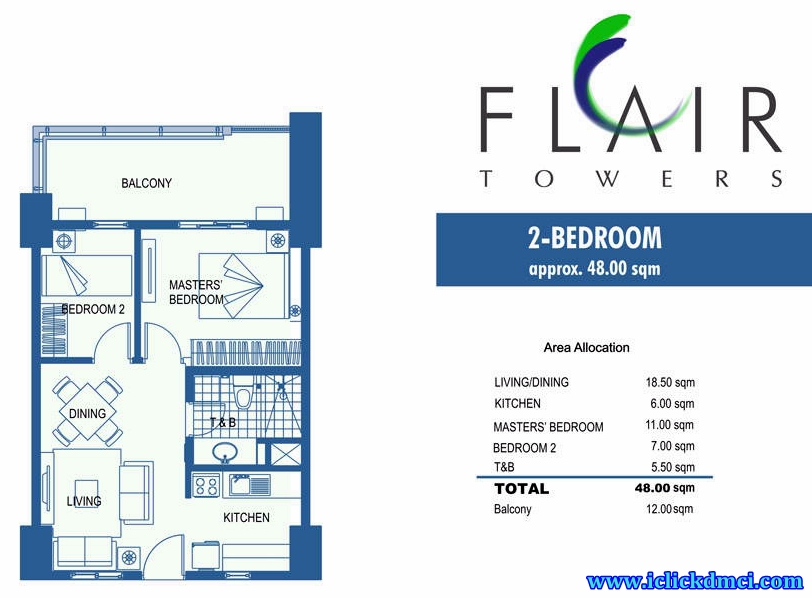 FLAIR
TOWERS
2-BEDROOM
approx. 48.00 sqm
BALCONY
MASTERS'
BEDROOM
BEDROOM 2
DINING
T & B
LIVING
KITCHEN
Area Allocation
LIVING/DINING 18.50 sqm
KITCHEN 6.00 sqm
MASTERS' BEDROOM 11.00 sqm
BEDROOM 2 7.00 sqm
T&B 5.50 sqm
TOTAL 48.00 sqm
Balcony 12.00 sqm
www.iclickdmci.com